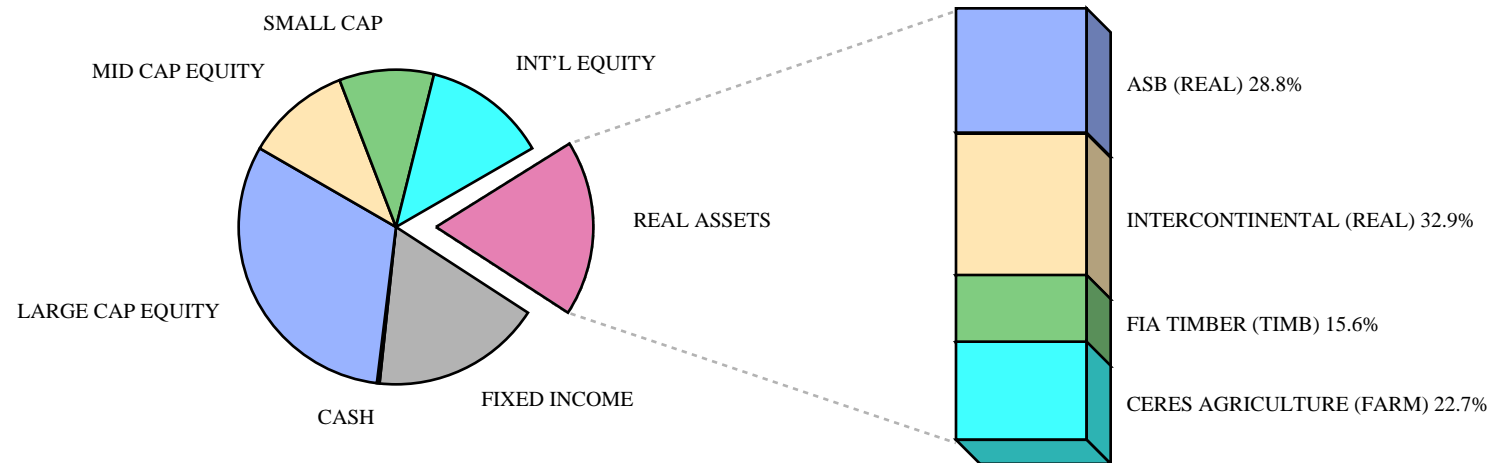 SMALL CAP
INT'L EQUITY
MID CAP EQUITY
ASB (REAL) 28.8%
REAL ASSETS
INTERCONTINENTAL (REAL) 32.9%
LARGE CAP EQUITY
FIA TIMBER (TIMB) 15.6%
FIXED INCOME
CERES AGRICULTURE (FARM) 22.7%
CASH